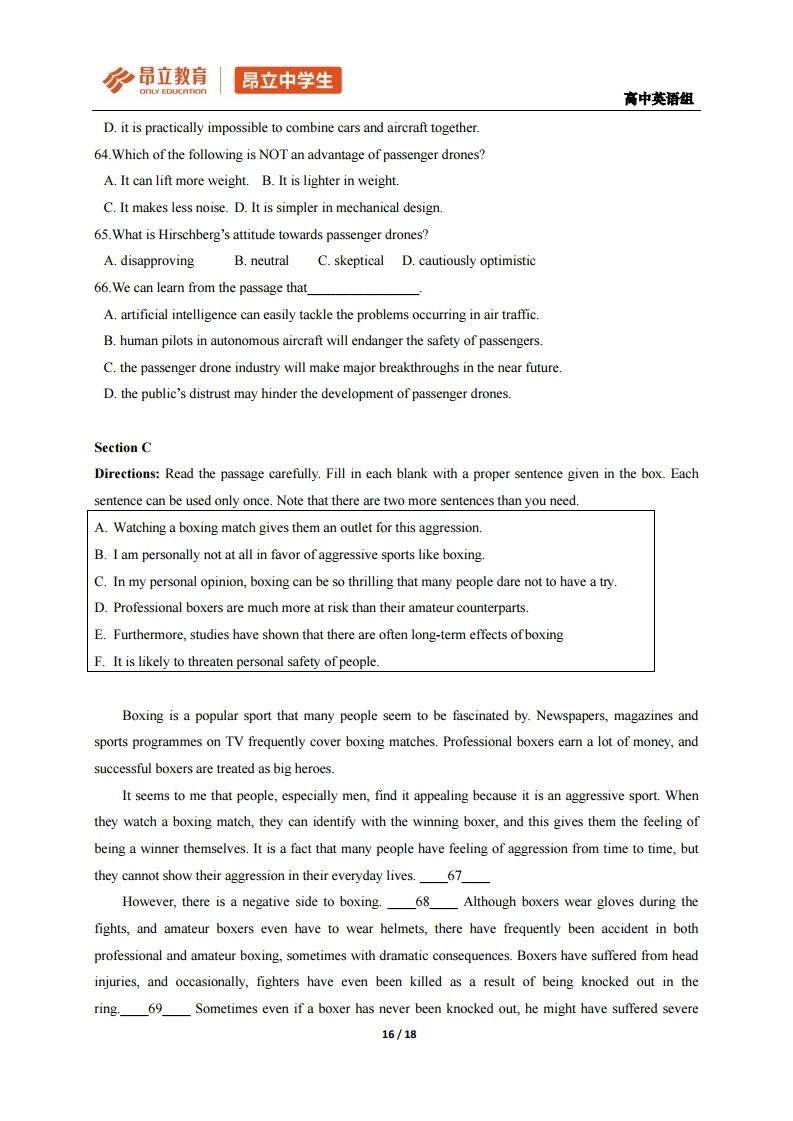 昂立教育
ONLY EDUCATION
昂立中学生
高中英语组
D. it is practically impossible to combine cars and aircraft together.
64.Which of the following is NOT an advantage of passenger drones?
A. It can lift more weight. B. It is lighter in weight.
C. It makes less noise. D. It is simpler in mechanical design.
65.What is Hirschberg's attitude towards passenger drones?
A. disapproving B. neutral C. skeptical D. cautiously optimistic
66.We can learn from the passage that________________.
A. artificial intelligence can easily tackle the problems occurring in air traffic.
B. human pilots in autonomous aircraft will endanger the safety of passengers.
C. the passenger drone industry will make major breakthroughs in the near future.
D. the public's distrust may hinder the development of passenger drones.
Section C
Directions: Read the passage carefully. Fill in each blank with a proper sentence given in the box. Each
sentence can be used only once. Note that there are two more sentences than you need.
A. Watching a boxing match gives them an outlet for this aggression.
B. I am personally not at all in favor of aggressive sports like boxing.
C. In my personal opinion, boxing can be so thrilling that many people dare not to have a try.
D. Professional boxers are much more at risk than their amateur counterparts.
E. Furthermore, studies have shown that there are often long-term effects of boxing
F. It is likely to threaten personal safety of people.
Boxing is a popular sport that many people seem to be fascinated by. Newspapers, magazines and
sports programmes on TV frequently cover boxing matches. Professional boxers earn a lot of money, and
successful boxers are treated as big heroes.
It seems to me that people, especially men, find it appealing because it is an aggressive sport. When
they watch a boxing match, they can identify with the winning boxer, and this gives them the feeling of
being a winner themselves. It is a fact that many people have feeling of aggression from time to time, but
they cannot show their aggression in their everyday lives. ____67____
However, there is a negative side to boxing. ____68____ Although boxers wear gloves during the
fights, and amateur boxers even have to wear helmets, there have frequently been accident in both
professional and amateur boxing, sometimes with dramatic consequences. Boxers have suffered from head
injuries, and occasionally, fighters have even been killed as a result of being knocked out in the
ring.____69____ Sometimes even if a boxer has never been knocked out, he might have suffered severe
16 / 18